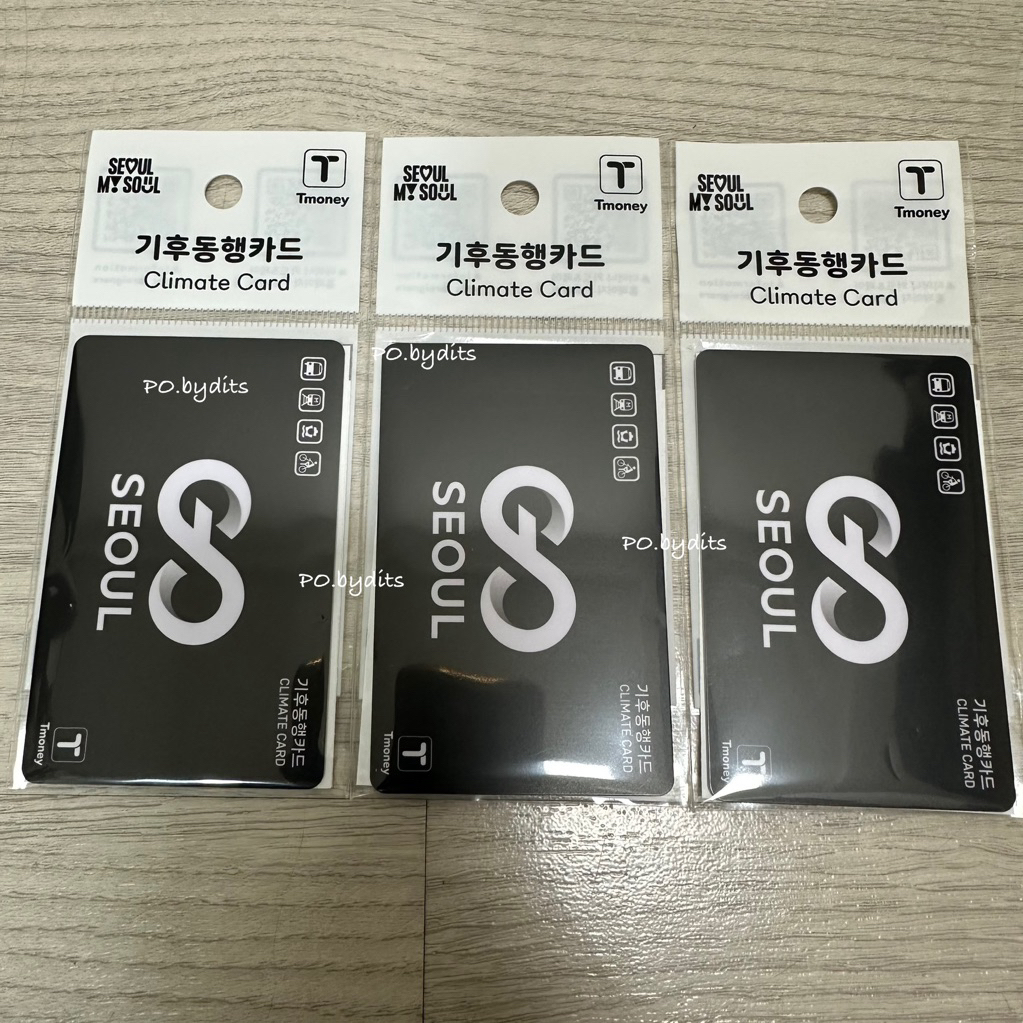 SEOUL
MY SOUL
T
Tmoney
기후동행카드
Climate Card
SEOUL
MY SOUL
T
Tmoney
기후동행카드
Climate Card
SEOUL
MY SOUL
T
Tmoney
기후동행카드
Climate Card
PO.bydits
SEOUL
기후동행카드
CLIMATE CARD
T
Tmoney
PO.bydits
PO.bydits
SEOUL
기후동행카드
CLIMATE CARD
T
Tmoney
PO.bydits
SEOUL
기후동행카드
CLIMATE CARD
T
Tmoney